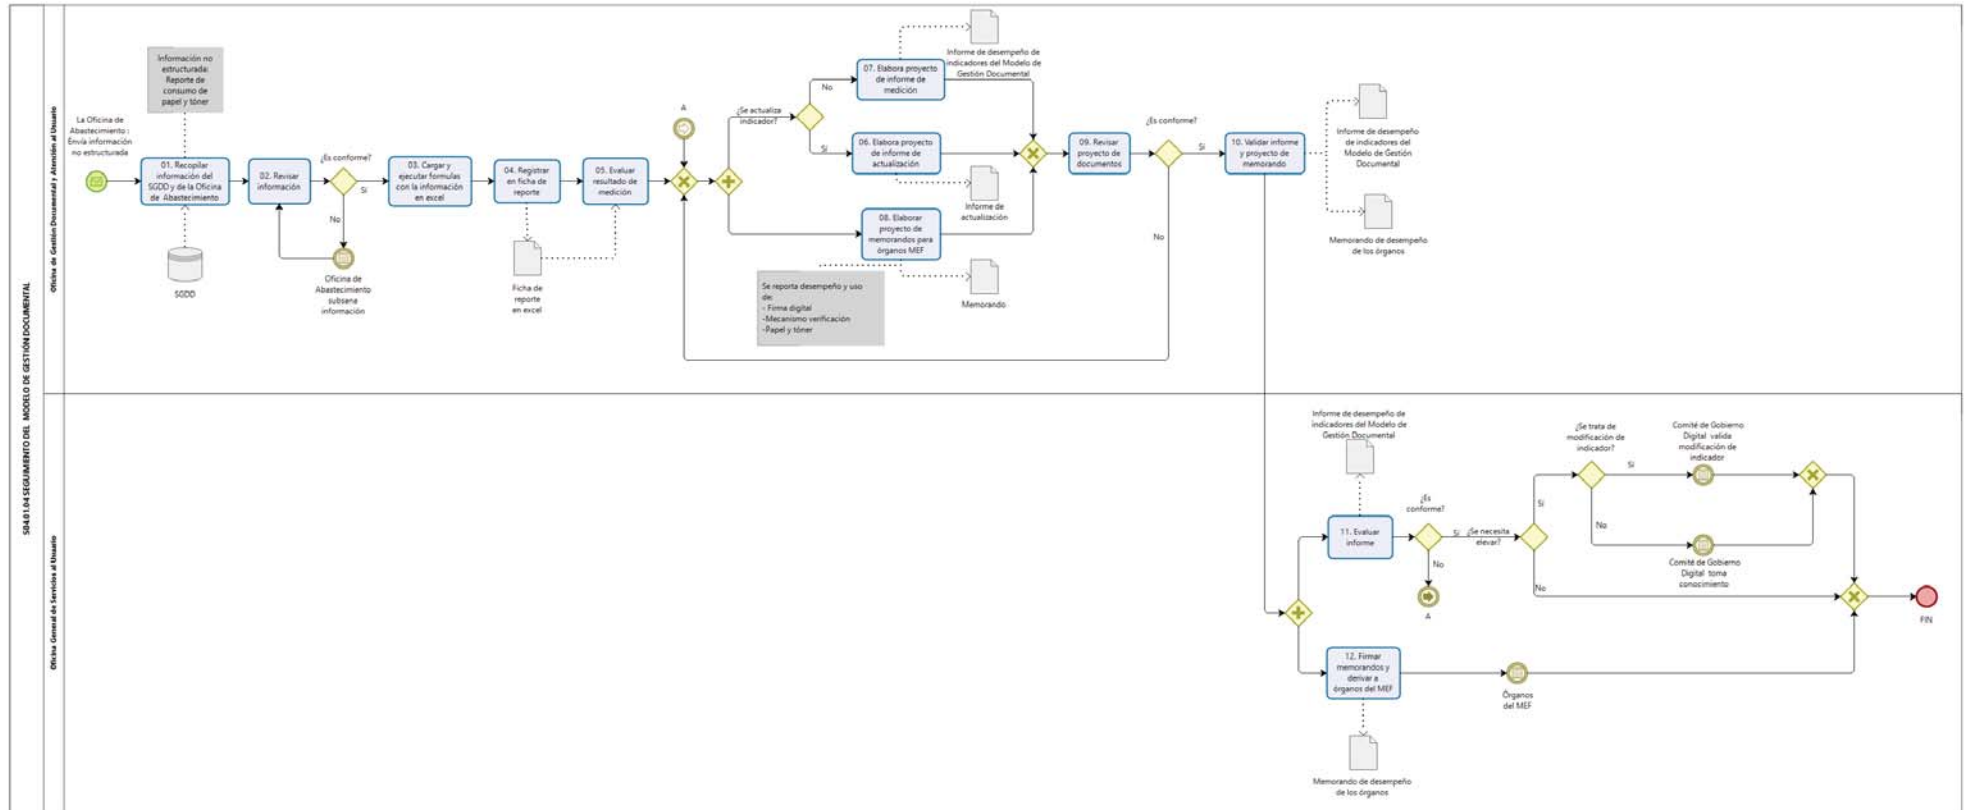 S04.01.04 SEGUIMIENTO DEL MODELO DE GESTIÓN DOCUMENTAL
Oficina de Gestión Documental y Atención al Usuario
La Oficina de
Abastecimiento :
Envía información
no estructurada
Información no
estructurada:
Reporte de
consumo de
papel y tóner
01. Recopilar
información del
SGDD y de la Oficina
de Abastecimiento
SGDD
02. Revisar
información
¿Es conforme?
Si
No
Oficina de
Abastecimiento
subsana
información
03. Cargar y
ejecutar formulas
con la información
en excel
04. Registrar
en ficha de
reporte
Ficha de
reporte
en excel
05. Evaluar
resultado de
medición
A
¿Se actualiza
indicador?
No
Si
07. Elabora proyecto
de informe de
medición
Informe de desempeño de
indicadores del Modelo de
Gestión Documental
06. Elabora proyecto
de informe de
actualización
Informe de
actualización
08. Elaborar
proyecto de
memorandos para
órganos MEF
Se reporta desempeño y uso
de:
- Firma digital
-Mecanismo verificación
-Papel y tóner
Memorando
09. Revisar
proyecto de
documentos
¿Es conforme?
Si
No
10. Validar informe
y proyecto de
memorando
Informe de desempeño
de indicadores del
Modelo de Gestión
Documental
Memorando de desempeño
de los órganos
Oficina General de Servicios al Usuario
Informe de desempeño de
indicadores del Modelo de
Gestión Documental
11. Evaluar
informe
¿Es
conforme?
Si
No
A
¿Se necesita
elevar?
Si
No
¿Se trata de
modificación de
indicador?
Si
No
Comité de Gobierno
Digital valida
modificación de
indicador
Comité de Gobierno
Digital toma
conocimiento
FIN
12. Firmar
memorandos y
derivar a
órganos del MEF
Órganos
del MEF
Memorando de desempeño
de los órganos